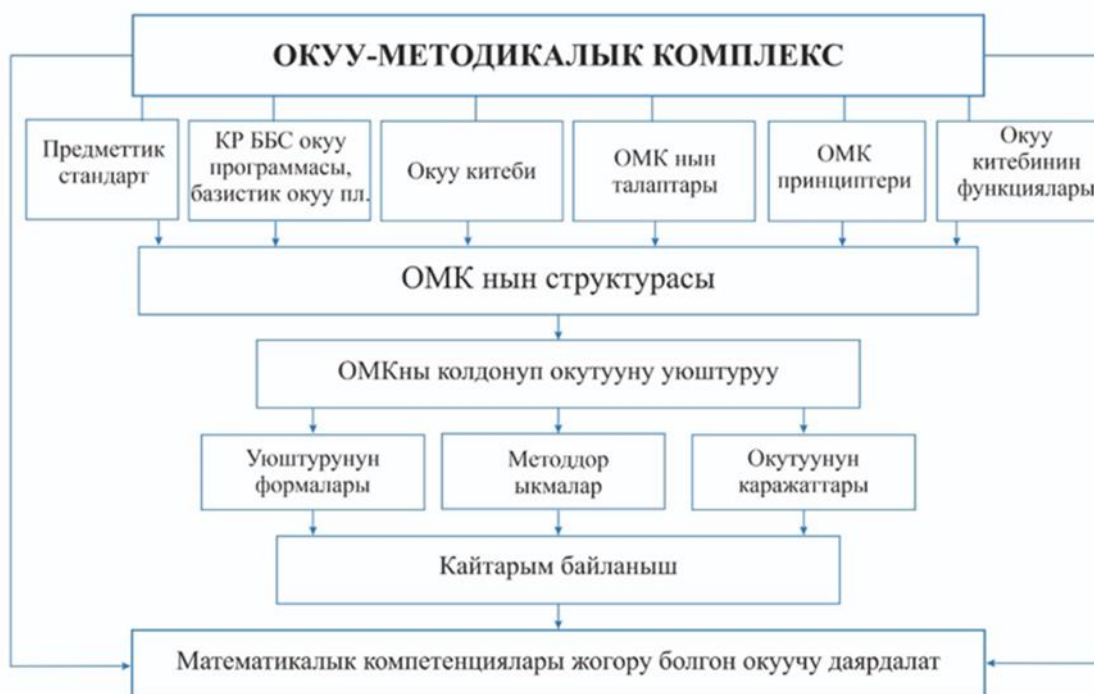 ОКУУ-МЕТОДИКАЛЫК КОМПЛЕКС
Предметтик
стандарт
КР ББС окуу
программасы,
базистик окуу пл.
Окуу китеби
ОМК нын
талаптары
ОМК
принциптери
Окуу
китебинин
функциялары
ОМК нын структурасы
ОМКны колдонуп окутууну уюштуруу
Уюштурунун
формалары
Методдор
ыкмалар
Окутуунун
каражаттары
Кайтарым байланыш
Математикалык компетенциялары жогору болгон окуучу даярдалат